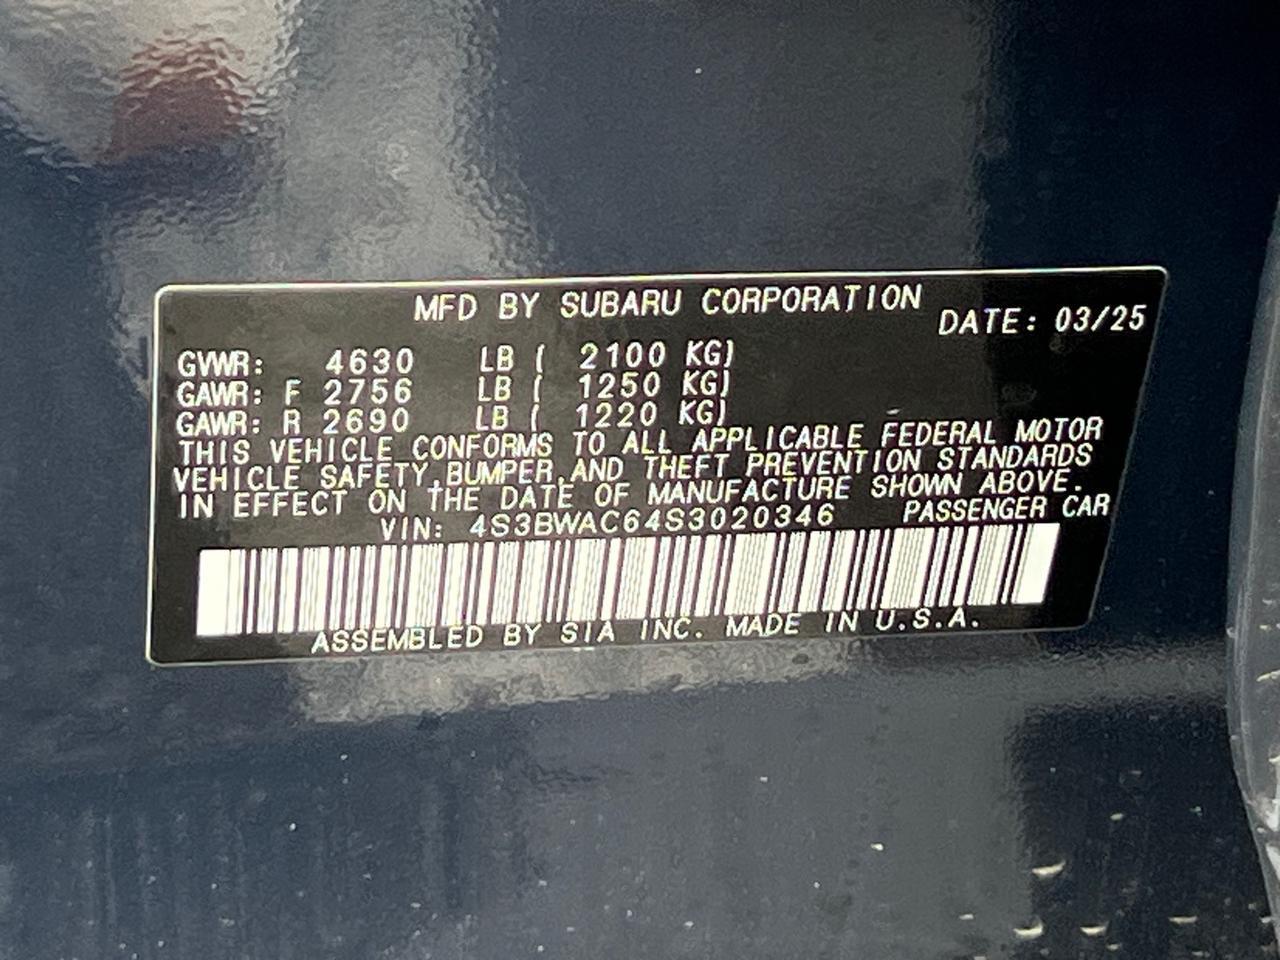 MFD BY SUBARU CORPORATION
DATE: 03/25
GVWR: 4630 LB ( 2100 KG)
GAWR: F 2756 LB ( 1250 KG)
GAWR: R 2690 LB ( 1220 KG)
THIS VEHICLE CONFORMS TO ALL APPLICABLE FEDERAL MOTOR
VEHICLE SAFETY,BUMPER,AND THEFT PREVENTION STANDARDS
IN EFFECT ON THE DATE OF MANUFACTURE SHOWN ABOVE.
VIN: 4S3BWAC64S3020346 PASSENGER CAR
ASSEMBLED BY SIA INC. MADE IN U.S.A.